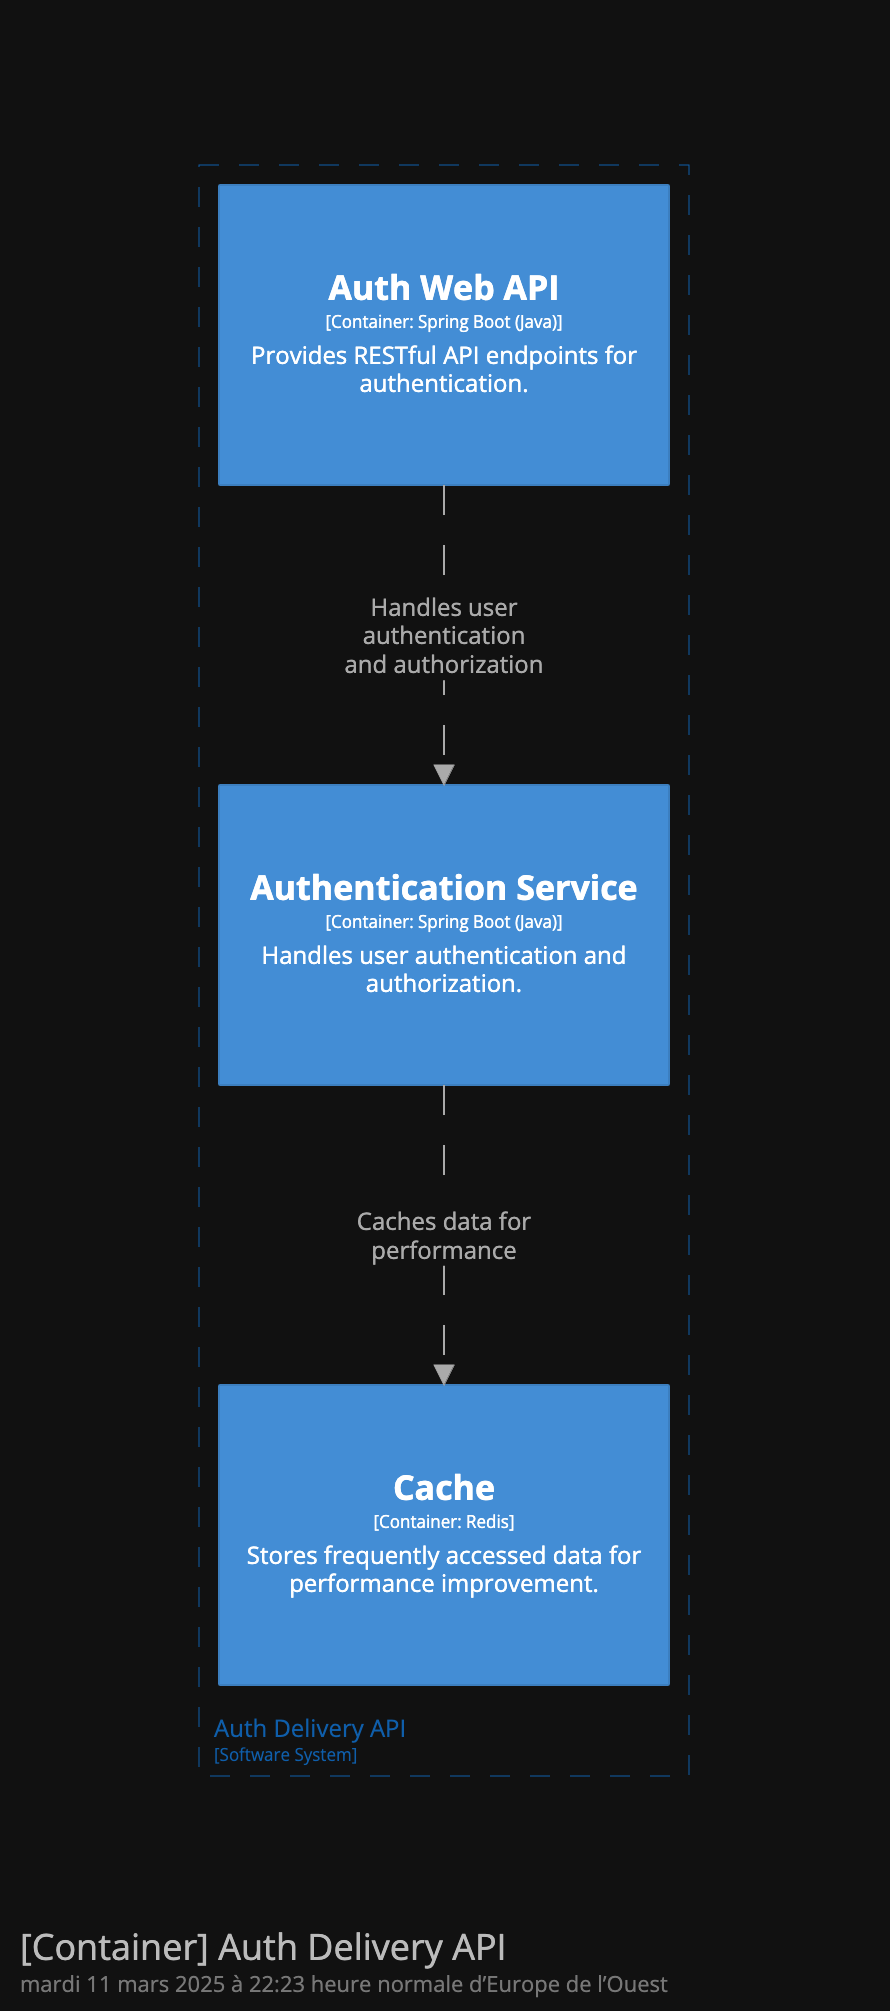 Auth Web API
[Container: Spring Boot (Java)]
Provides RESTful API endpoints for
authentication.
Handles user
authentication
and authorization
Authentication Service
[Container: Spring Boot (Java)]
Handles user authentication and
authorization.
Caches data for
performance
Cache
[Container: Redis]
Stores frequently accessed data for
performance improvement.
Auth Delivery API
[Software System]
[Container] Auth Delivery API
mardi 11 mars 2025 à 22:23 heure normale d’Europe de l’Ouest